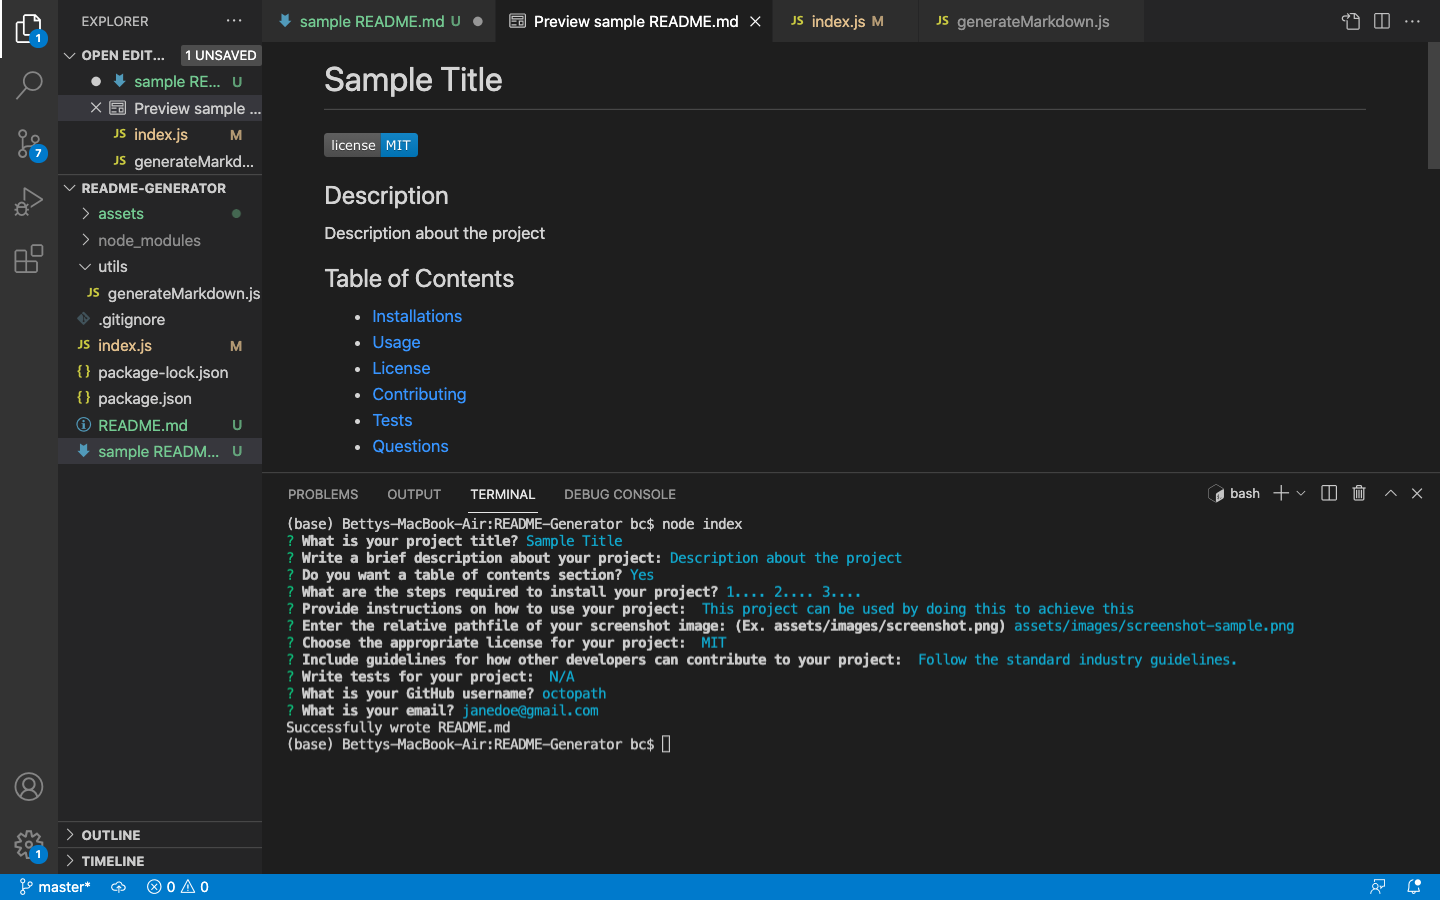 EXPLORER
sample README.md U
Preview sample README.md
JS index.js M
JS generateMarkdown.js
1
OPEN EDIT... 1 UNSAVED
sample RE... U
Preview sample ...
JS index.js M
JS generateMarkd...
7
README-GENERATOR
assets
node_modules
utils
JS generateMarkdown.js
.gitignore
JS index.js M
{} package-lock.json
{} package.json
README.md U
sample READM... U
OUTLINE
TIMELINE
1
Sample Title
license MIT
Description
Description about the project
Table of Contents
Installations
Usage
License
Contributing
Tests
Questions
PROBLEMS OUTPUT TERMINAL DEBUG CONSOLE
bash
(base) Bettys-MacBook-Air:README-Generator bc$ node index
? What is your project title? Sample Title
? Write a brief description about your project: Description about the project
? Do you want a table of contents section? Yes
? What are the steps required to install your project? 1.... 2.... 3....
? Provide instructions on how to use your project: This project can be used by doing this to achieve this
? Enter the relative pathfile of your screenshot image: (Ex. assets/images/screenshot.png) assets/images/screenshot-sample.png
? Choose the appropriate license for your project: MIT
? Include guidelines for how other developers can contribute to your project: Follow the standard industry guidelines.
? Write tests for your project: N/A
? What is your GitHub username? octopath
? What is your email? janedoe@gmail.com
Successfully wrote README.md
(base) Bettys-MacBook-Air:README-Generator bc$
master* 0 0